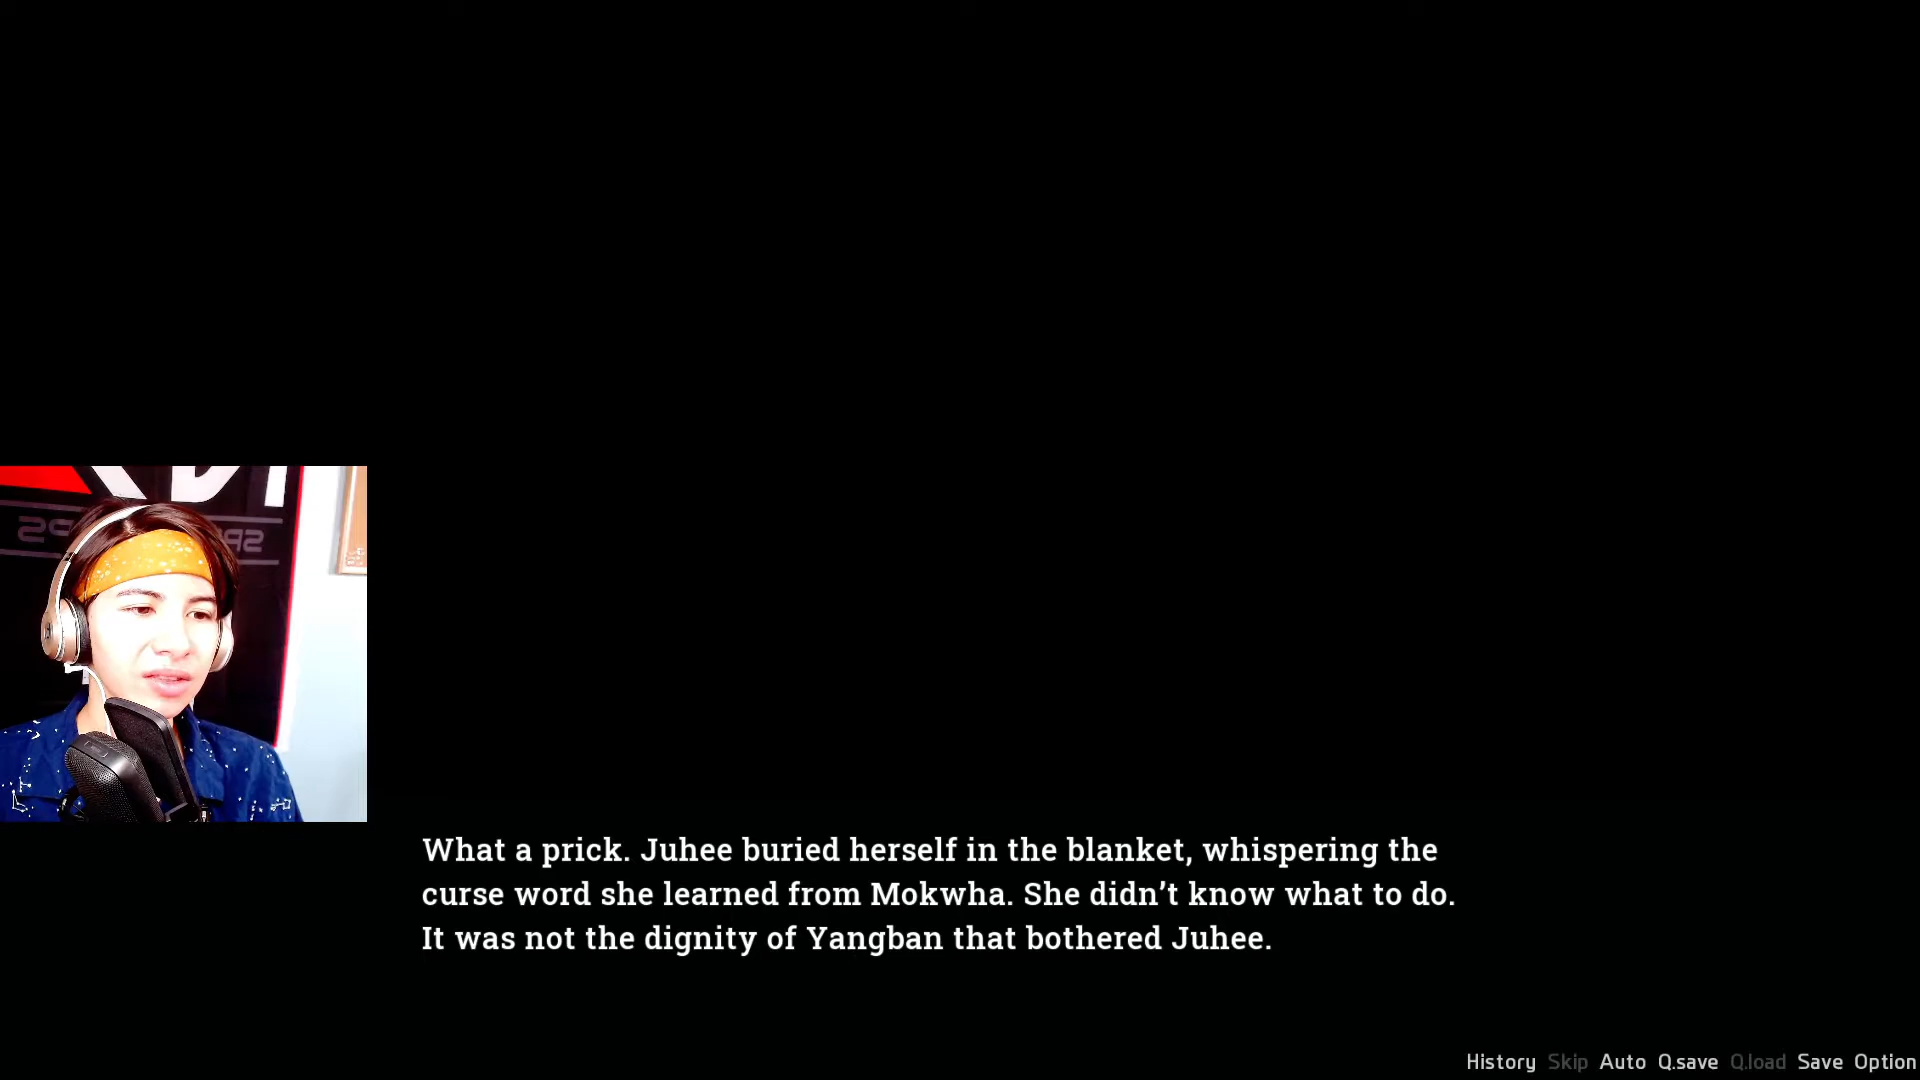 What a prick. Juhee buried herself in the blanket, whispering the
curse word she learned from Mokwha. She didn’t know what to do.
It was not the dignity of Yangban that bothered Juhee.
History Skip Auto Q.save Q.load Save Option